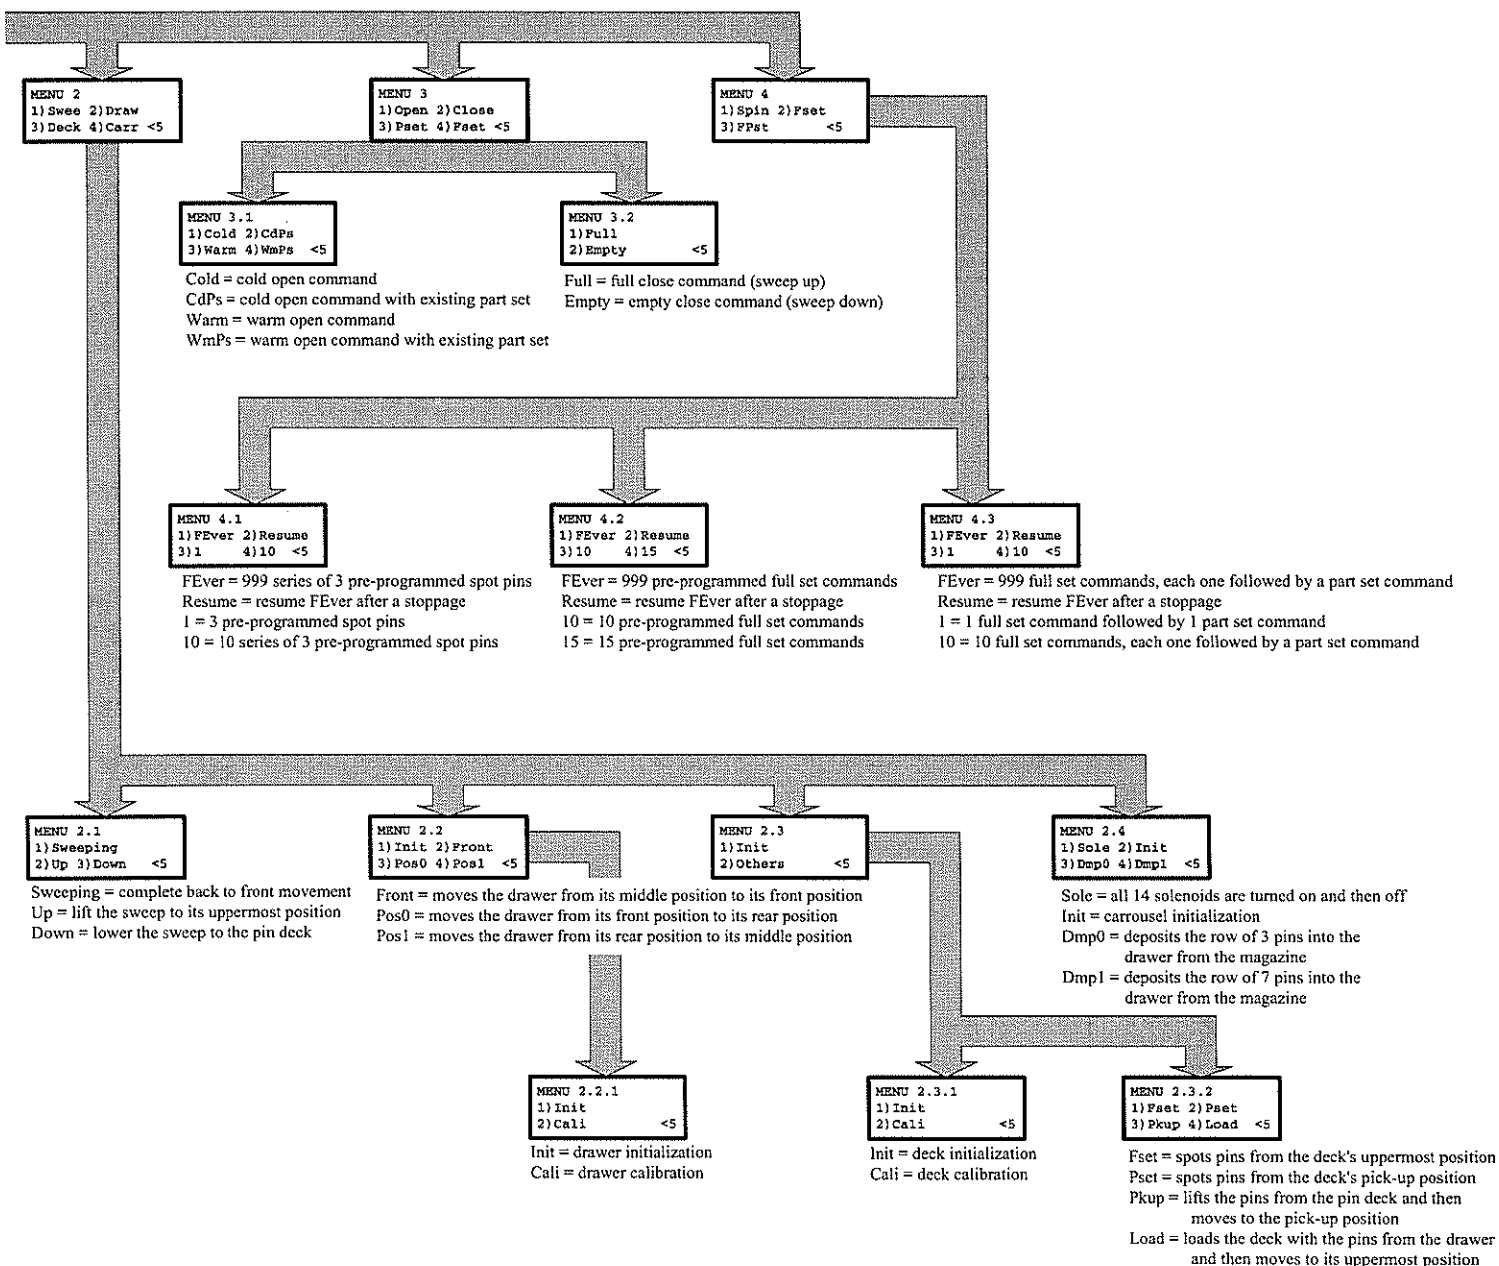 MENU 2
1)Swee 2)Draw
3)Deck 4)Carr <5
MENU 3
1)Open 2)Close
3)Pset 4)Fset <5
MENU 4
1)Spin 2)Fset
3)FPst <5
MENU 3.1
1)Cold 2)CdPs
3)Warm 4)WmPs <5
Cold = cold open command
CdPs = cold open command with existing part set
Warm = warm open command
WmPs = warm open command with existing part set
MENU 3.2
1)Full
2)Empty <5
Full = full close command (sweep up)
Empty = empty close command (sweep down)
MENU 4.1
1)FEver 2)Resume
3)1 4)10 <5
FEver = 999 series of 3 pre-programmed spot pins
Resume = resume FEver after a stoppage
1 = 3 pre-programmed spot pins
10 = 10 series of 3 pre-programmed spot pins
MENU 4.2
1)FEver 2)Resume
3)10 4)15 <5
FEver = 999 pre-programmed full set commands
Resume = resume FEver after a stoppage
10 = 10 pre-programmed full set commands
15 = 15 pre-programmed full set commands
MENU 4.3
1)FEver 2)Resume
3)1 4)10 <5
FEver = 999 full set commands, each one followed by a part set command
Resume = resume FEver after a stoppage
1 = 1 full set command followed by 1 part set command
10 = 10 full set commands, each one followed by a part set command
MENU 2.1
1)Sweeping
2)Up 3)Down <5
Sweeping = complete back to front movement
Up = lift the sweep to its uppermost position
Down = lower the sweep to the pin deck
MENU 2.2
1)Init 2)Front
3)Pos0 4)Pos1 <5
Front = moves the drawer from its middle position to its front position
Pos0 = moves the drawer from its front position to its rear position
Pos1 = moves the drawer from its rear position to its middle position
MENU 2.3
1)Init
2)Others <5
MENU 2.4
1)Sole 2)Init
3)Dmp0 4)Dmp1 <5
Sole = all 14 solenoids are turned on and then off
Init = carrousel initialization
Dmp0 = deposits the row of 3 pins into the
drawer from the magazine
Dmp1 = deposits the row of 7 pins into the
drawer from the magazine
MENU 2.2.1
1)Init
2)Cali <5
Init = drawer initialization
Cali = drawer calibration
MENU 2.3.1
1)Init
2)Cali <5
Init = deck initialization
Cali = deck calibration
MENU 2.3.2
1)Fset 2)Pset
3)Pkup 4)Load <5
Fset = spots pins from the deck's uppermost position
Pset = spots pins from the deck's pick-up position
Pkup = lifts the pins from the pin deck and then
moves to the pick-up position
Load = loads the deck with the pins from the drawer
and then moves to its uppermost position